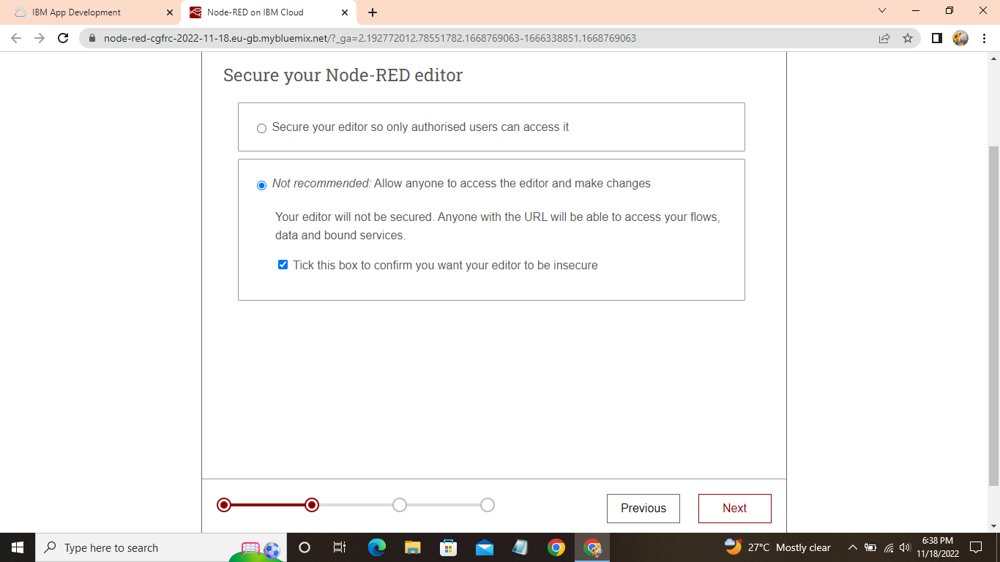 IBM App Development
Node-RED on IBM Cloud
node-red-cgfrc-2022-11-18.eu-gb.mybluemix.net/?_ga=2.192772012.78551782.1668769063-1666338851.1668769063
Secure your Node-RED editor
Secure your editor so only authorised users can access it
Not recommended: Allow anyone to access the editor and make changes
Your editor will not be secured. Anyone with the URL will be able to access your flows,
data and bound services.
Tick this box to confirm you want your editor to be insecure
Previous
Next
Type here to search
27°C Mostly clear
6:38 PM
11/18/2022